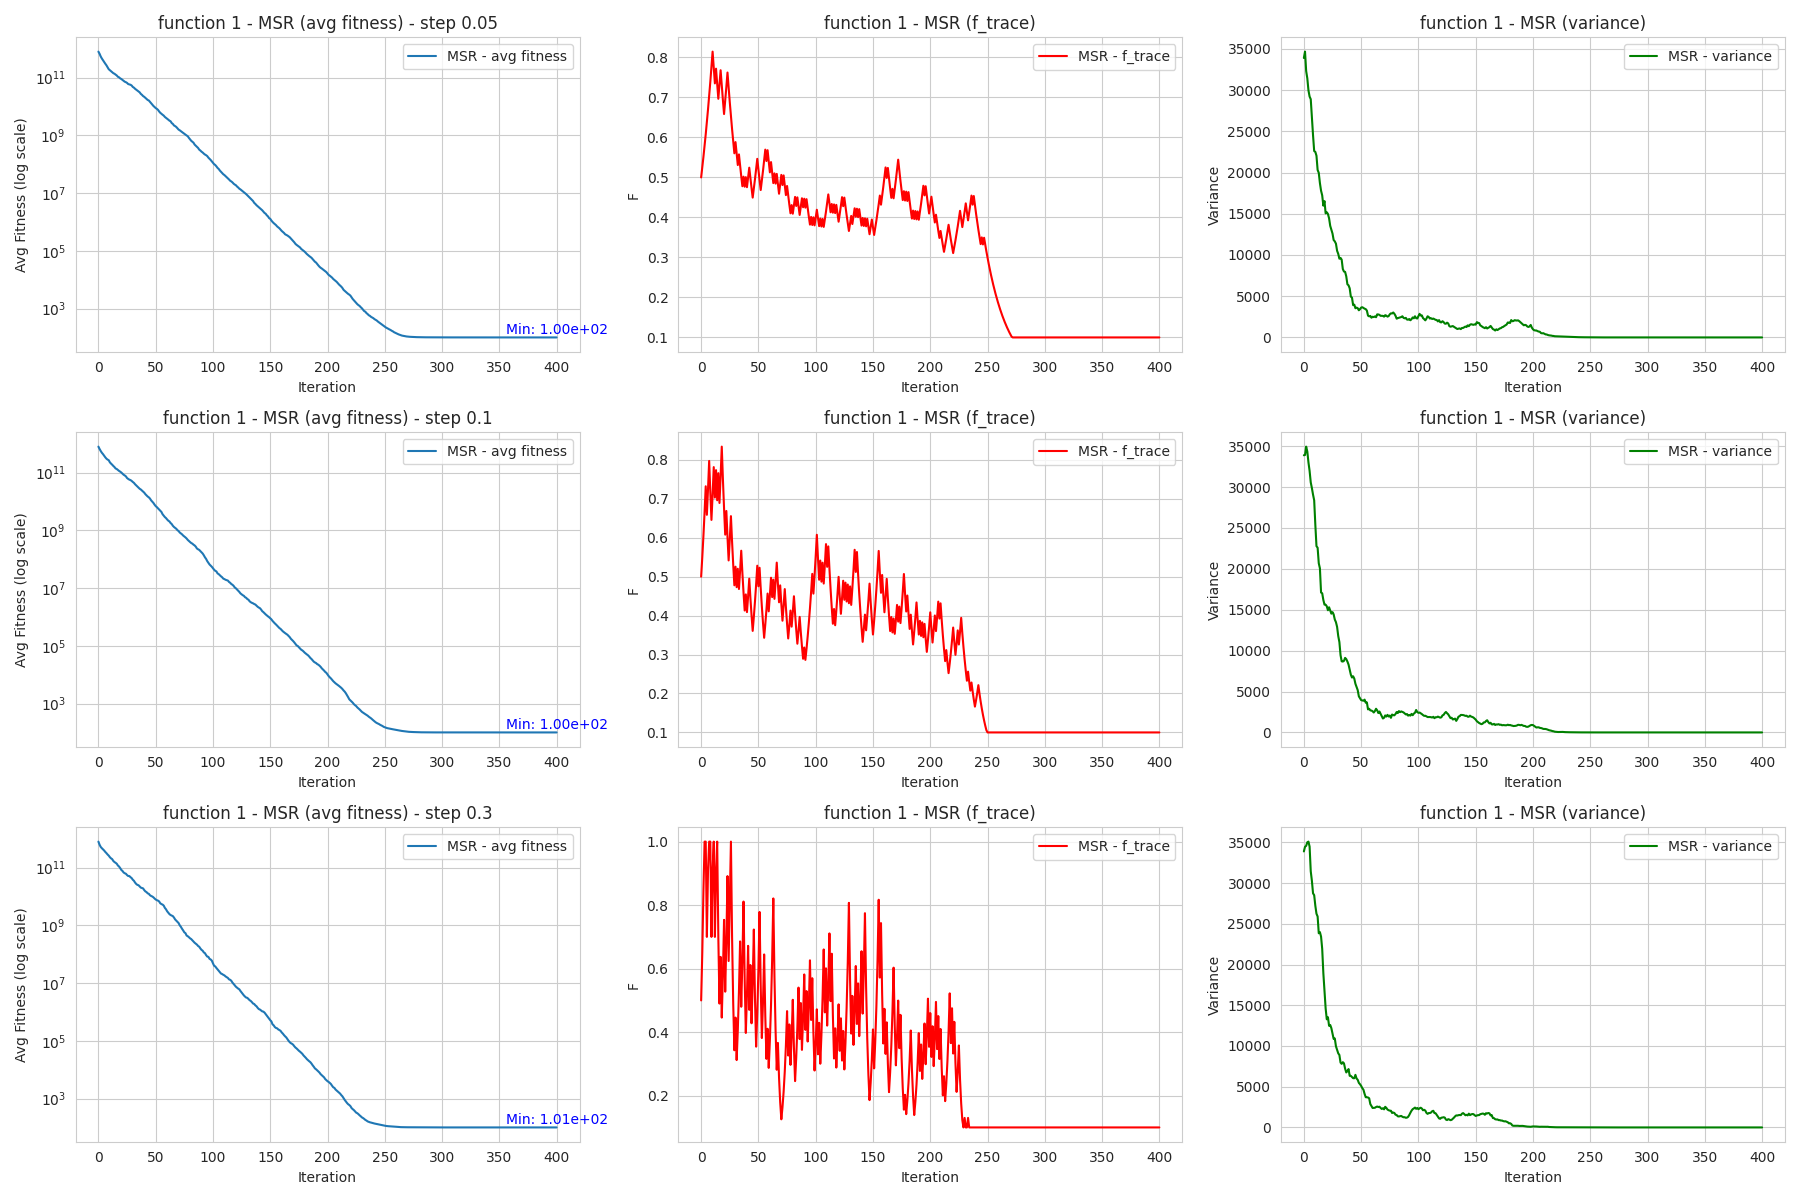 function 1 - MSR (avg fitness) - step 0.05
MSR - avg fitness
Avg Fitness (log scale)
10^11
10^9
10^7
10^5
10^3
Min: 1.00e+02
0 50 100 150 200 250 300 350 400
Iteration
function 1 - MSR (f_trace)
MSR - f_trace
F
0.8
0.7
0.6
0.5
0.4
0.3
0.2
0.1
0 50 100 150 200 250 300 350 400
Iteration
function 1 - MSR (variance)
MSR - variance
Variance
35000
30000
25000
20000
15000
10000
5000
0
0 50 100 150 200 250 300 350 400
Iteration
function 1 - MSR (avg fitness) - step 0.1
MSR - avg fitness
Avg Fitness (log scale)
10^11
10^9
10^7
10^5
10^3
Min: 1.00e+02
0 50 100 150 200 250 300 350 400
Iteration
function 1 - MSR (f_trace)
MSR - f_trace
F
0.8
0.7
0.6
0.5
0.4
0.3
0.2
0.1
0 50 100 150 200 250 300 350 400
Iteration
function 1 - MSR (variance)
MSR - variance
Variance
35000
30000
25000
20000
15000
10000
5000
0
0 50 100 150 200 250 300 350 400
Iteration
function 1 - MSR (avg fitness) - step 0.3
MSR - avg fitness
Avg Fitness (log scale)
10^11
10^9
10^7
10^5
10^3
Min: 1.01e+02
0 50 100 150 200 250 300 350 400
Iteration
function 1 - MSR (f_trace)
MSR - f_trace
F
1.0
0.8
0.6
0.4
0.2
0 50 100 150 200 250 300 350 400
Iteration
function 1 - MSR (variance)
MSR - variance
Variance
35000
30000
25000
20000
15000
10000
5000
0
0 50 100 150 200 250 300 350 400
Iteration